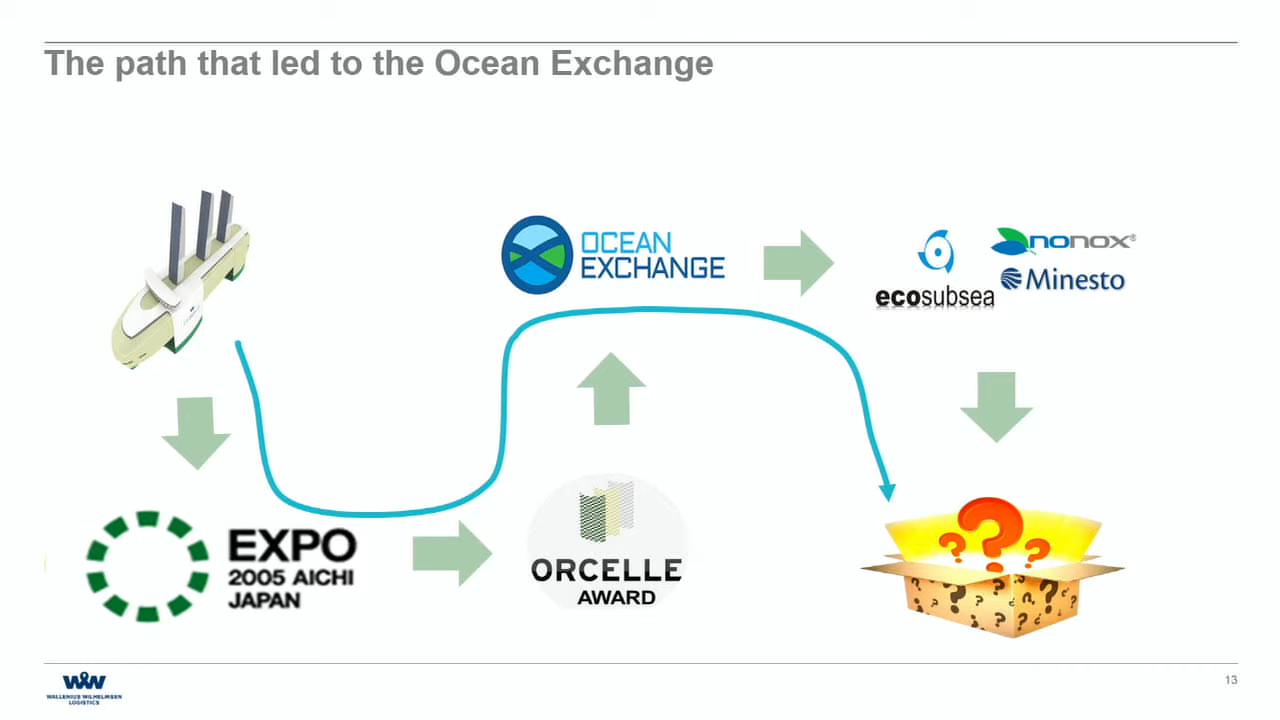 The path that led to the Ocean Exchange
OCEAN
EXCHANGE
nonox®
Minesto
ecosubsea
EXPO
2005 AICHI
JAPAN
ORCELLE
AWARD
? ? ?
WALLENIUS WILHELMSEN
LOGISTICS
13